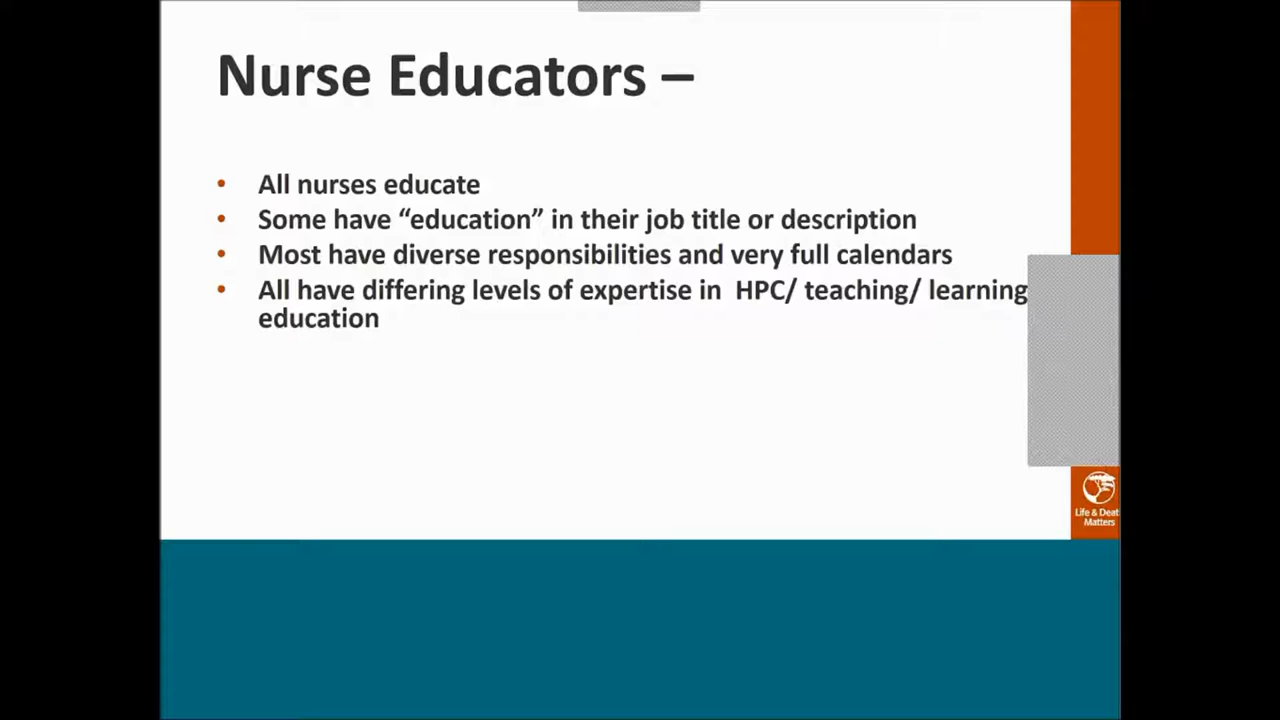 Nurse Educators –
• All nurses educate
• Some have “education” in their job title or description
• Most have diverse responsibilities and very full calendars
• All have differing levels of expertise in  HPC/ teaching/ learning
education
Life & Deat
Matters